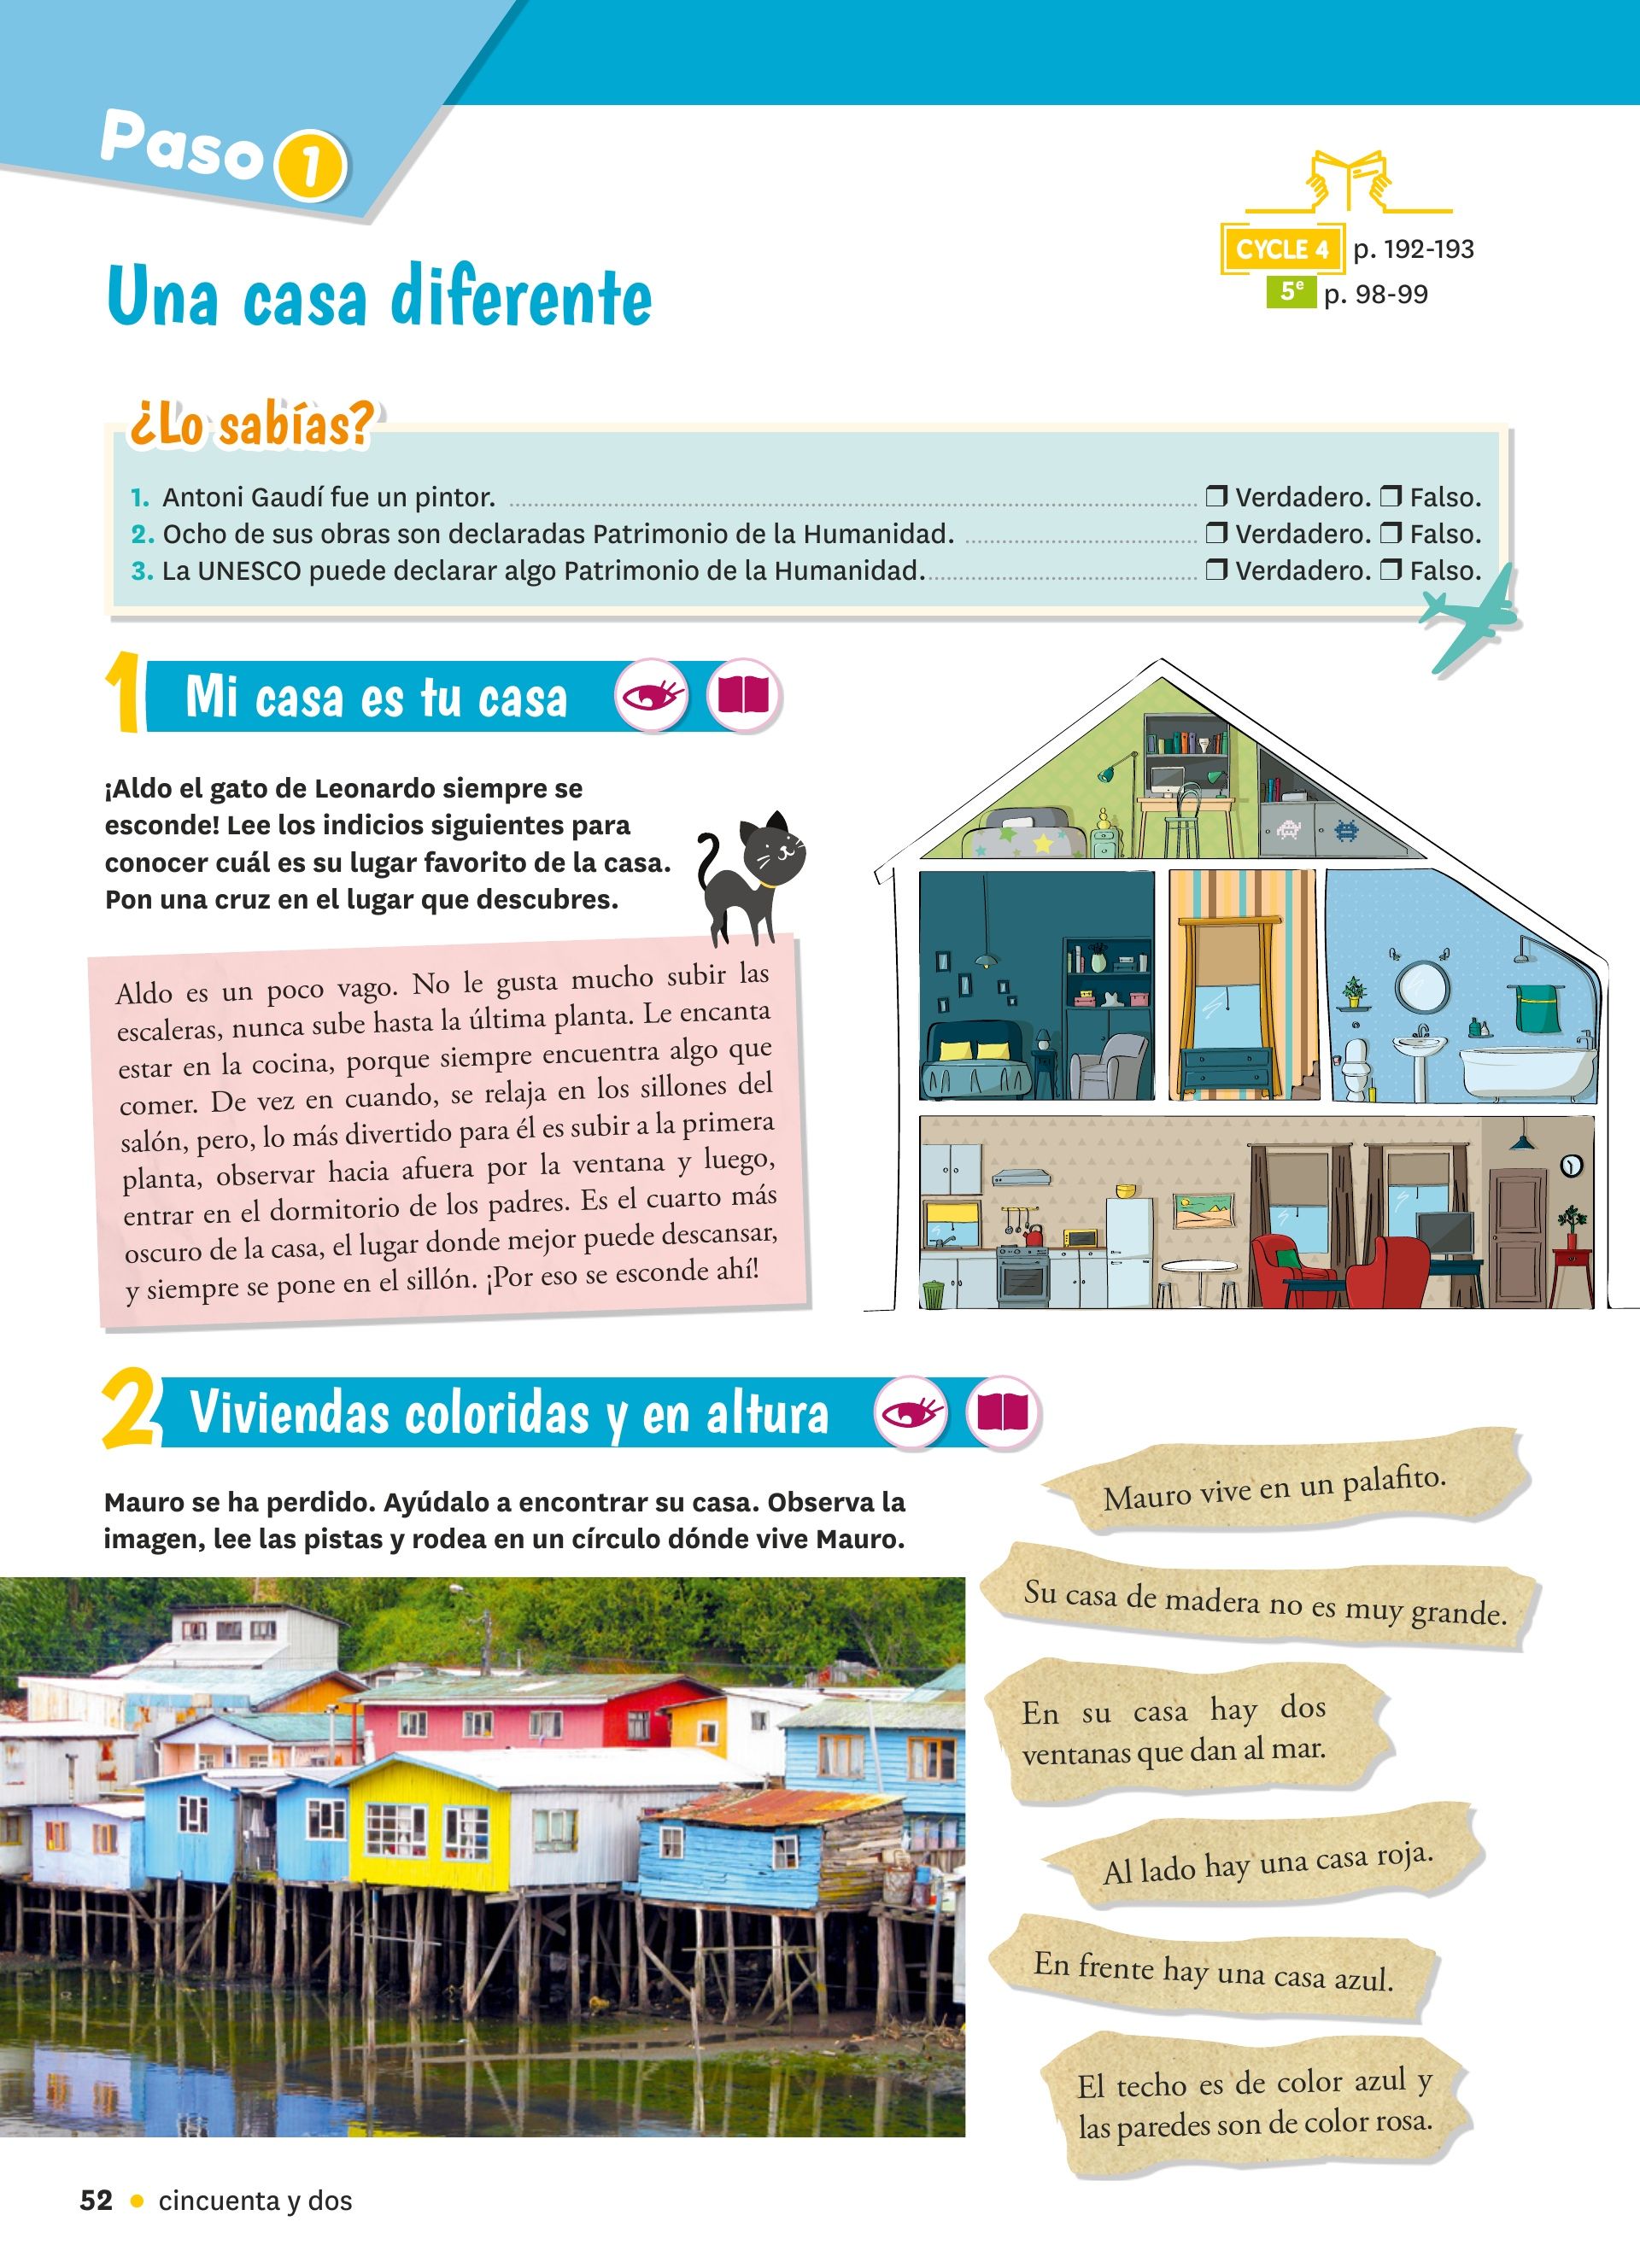 Paso 1
CYCLE 4 p. 192-193
5e p. 98-99
Una casa diferente
¿Lo sabías?
1. Antoni Gaudí fue un pintor. ❒ Verdadero. ❒ Falso.
2. Ocho de sus obras son declaradas Patrimonio de la Humanidad. ❒ Verdadero. ❒ Falso.
3. La UNESCO puede declarar algo Patrimonio de la Humanidad. ❒ Verdadero. ❒ Falso.
1 Mi casa es tu casa
¡Aldo el gato de Leonardo siempre se
esconde! Lee los indicios siguientes para
conocer cuál es su lugar favorito de la casa.
Pon una cruz en el lugar que descubres.
Aldo es un poco vago. No le gusta mucho subir las
escaleras, nunca sube hasta la última planta. Le encanta
estar en la cocina, porque siempre encuentra algo que
comer. De vez en cuando, se relaja en los sillones del
salón, pero, lo más divertido para él es subir a la primera
planta, observar hacia afuera por la ventana y luego,
entrar en el dormitorio de los padres. Es el cuarto más
oscuro de la casa, el lugar donde mejor puede descansar,
y siempre se pone en el sillón. ¡Por eso se esconde ahí!
2 Viviendas coloridas y en altura
Mauro se ha perdido. Ayúdalo a encontrar su casa. Observa la
imagen, lee las pistas y rodea en un círculo dónde vive Mauro.
Mauro vive en un palafito.
Su casa de madera no es muy grande.
En su casa hay dos
ventanas que dan al mar.
Al lado hay una casa roja.
En frente hay una casa azul.
El techo es de color azul y
las paredes son de color rosa.
52 • cincuenta y dos